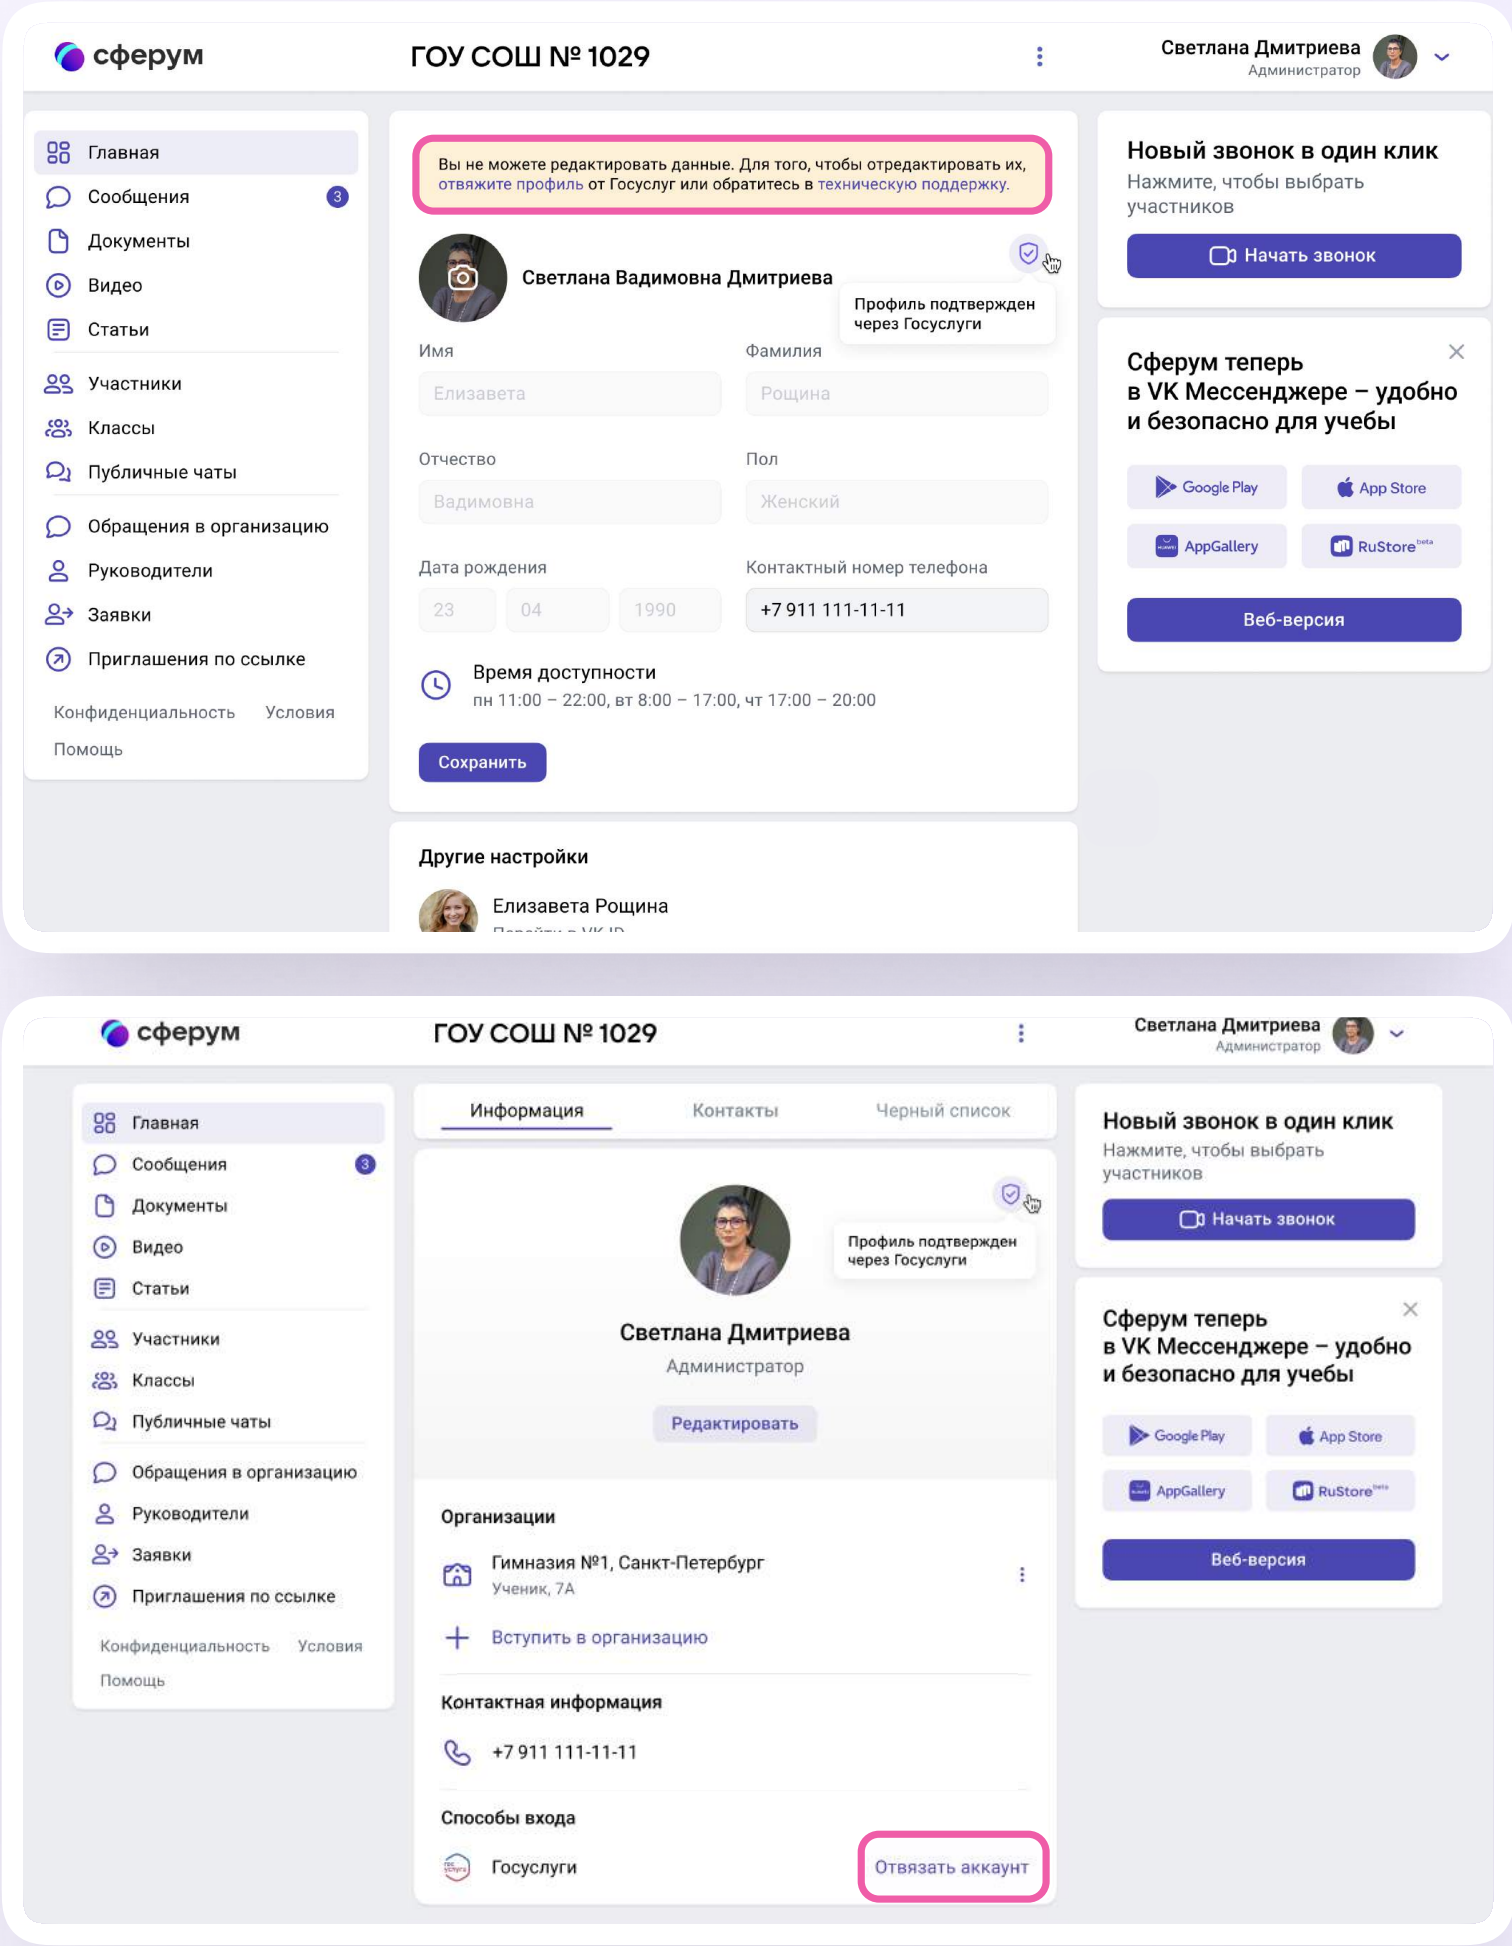 сферум
ГОУ СОШ № 1029
Светлана Дмитриева
Администратор
Главная
Сообщения
3
Документы
Видео
Статьи
Участники
Классы
Публичные чаты
Обращения в организацию
Руководители
Заявки
Приглашения по ссылке
Конфиденциальность Условия
Помощь
Вы не можете редактировать данные. Для того, чтобы отредактировать их,
отвяжите профиль от Госуслуг или обратитесь в техническую поддержку.
Светлана Вадимовна Дмитриева
Профиль подтвержден
через Госуслуги
Имя
Фамилия
Елизавета
Рощина
Отчество
Пол
Вадимовна
Женский
Дата рождения
Контактный номер телефона
23
04
1990
+7 911 111-11-11
Время доступности
пн 11:00 – 22:00, вт 8:00 – 17:00, чт 17:00 – 20:00
Сохранить
Другие настройки
Елизавета Рощина
Перейти в VK ID
Новый звонок в один клик
Нажмите, чтобы выбрать
участников
Начать звонок
Сферум теперь
в VK Мессенджере – удобно
и безопасно для учебы
Google Play
App Store
AppGallery
RuStore beta
Веб-версия
сферум
ГОУ СОШ № 1029
Светлана Дмитриева
Администратор
Главная
Сообщения
3
Документы
Видео
Статьи
Участники
Классы
Публичные чаты
Обращения в организацию
Руководители
Заявки
Приглашения по ссылке
Конфиденциальность Условия
Помощь
Информация
Контакты
Черный список
Профиль подтвержден
через Госуслуги
Светлана Дмитриева
Администратор
Редактировать
Организации
Гимназия №1, Санкт-Петербург
Ученик, 7А
Вступить в организацию
Контактная информация
+7 911 111-11-11
Способы входа
Госуслуги
Отвязать аккаунт
Новый звонок в один клик
Нажмите, чтобы выбрать
участников
Начать звонок
Сферум теперь
в VK Мессенджере – удобно
и безопасно для учебы
Google Play
App Store
AppGallery
RuStore beta
Веб-версия